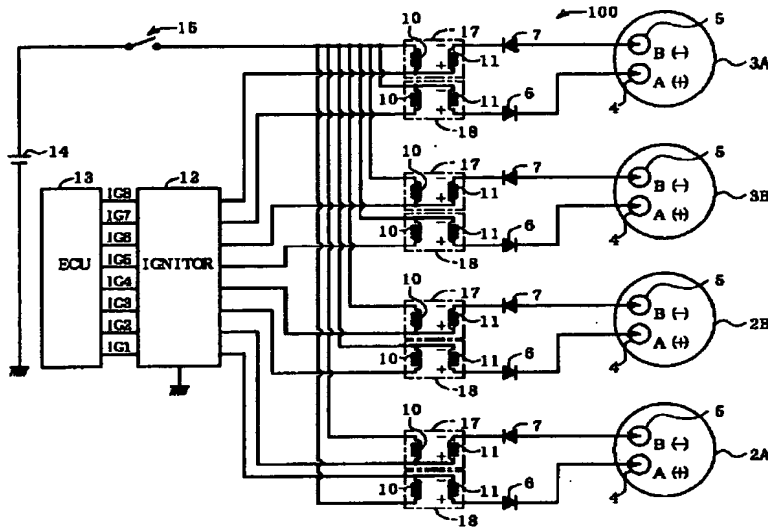 100
15
10
17
7
5
B (-)
A (+)
3A
-
+
11
10
-
+
11
6
4
18
14
13
12
IG8
IG7
IG6
IG5
IG4
IG3
IG2
IG1
ECU
IGNITOR
10
17
7
5
B (-)
A (+)
3B
-
+
11
10
-
+
11
6
4
18
10
17
7
5
B (-)
A (+)
2B
-
+
11
10
-
+
11
6
4
18
10
17
7
5
B (-)
A (+)
2A
-
+
11
10
-
+
11
6
4
18